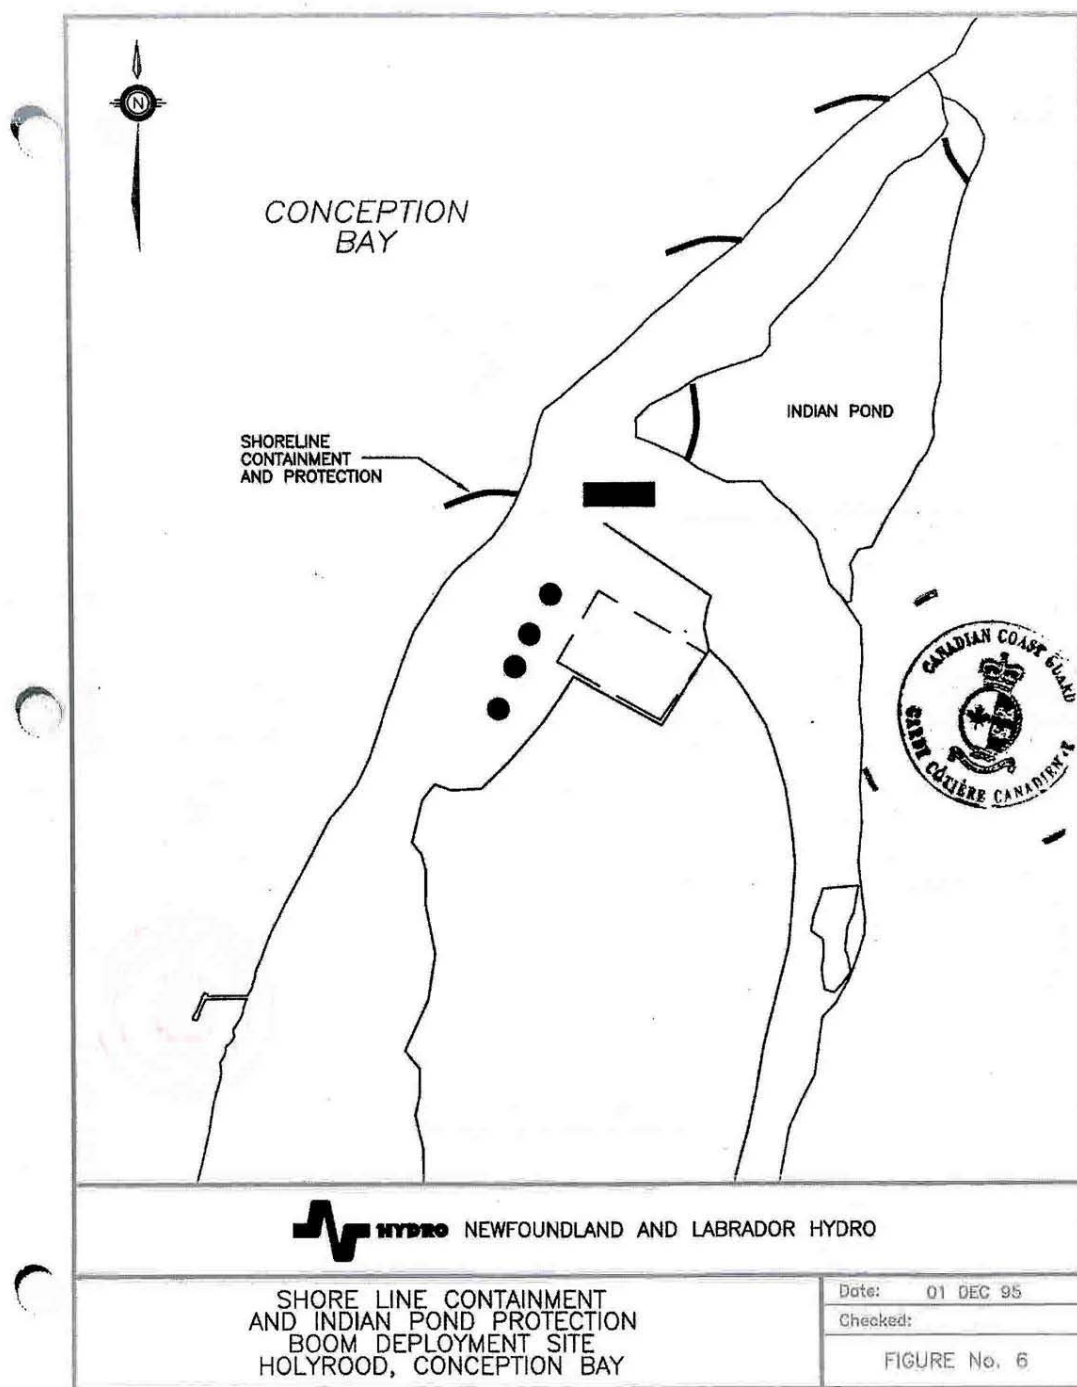 N
CONCEPTION
BAY
INDIAN POND
SHORELINE
CONTAINMENT
AND PROTECTION
CANADIAN COAST GUARD
GARDE CÔTIÈRE CANADIENNE
HYDRO NEWFOUNDLAND AND LABRADOR HYDRO
SHORE LINE CONTAINMENT
AND INDIAN POND PROTECTION
BOOM DEPLOYMENT SITE
HOLYROOD, CONCEPTION BAY
Date: 01 DEC 95
Checked:
FIGURE No. 6